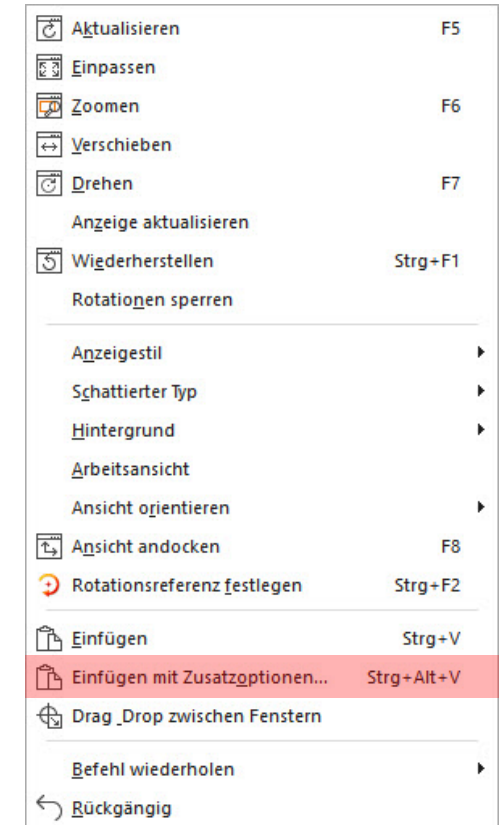 Aktualisieren F5
Einpassen
Zoomen F6
Verschieben
Drehen F7
Anzeige aktualisieren
Wiederherstellen Strg+F1
Rotationen sperren
Anzeigestil
Schattierter Typ
Hintergrund
Arbeitsansicht
Ansicht orientieren
Ansicht andocken F8
Rotationsreferenz festlegen Strg+F2
Einfügen Strg+V
Einfügen mit Zusatzoptionen... Strg+Alt+V
Drag _Drop zwischen Fenstern
Befehl wiederholen
Rückgängig